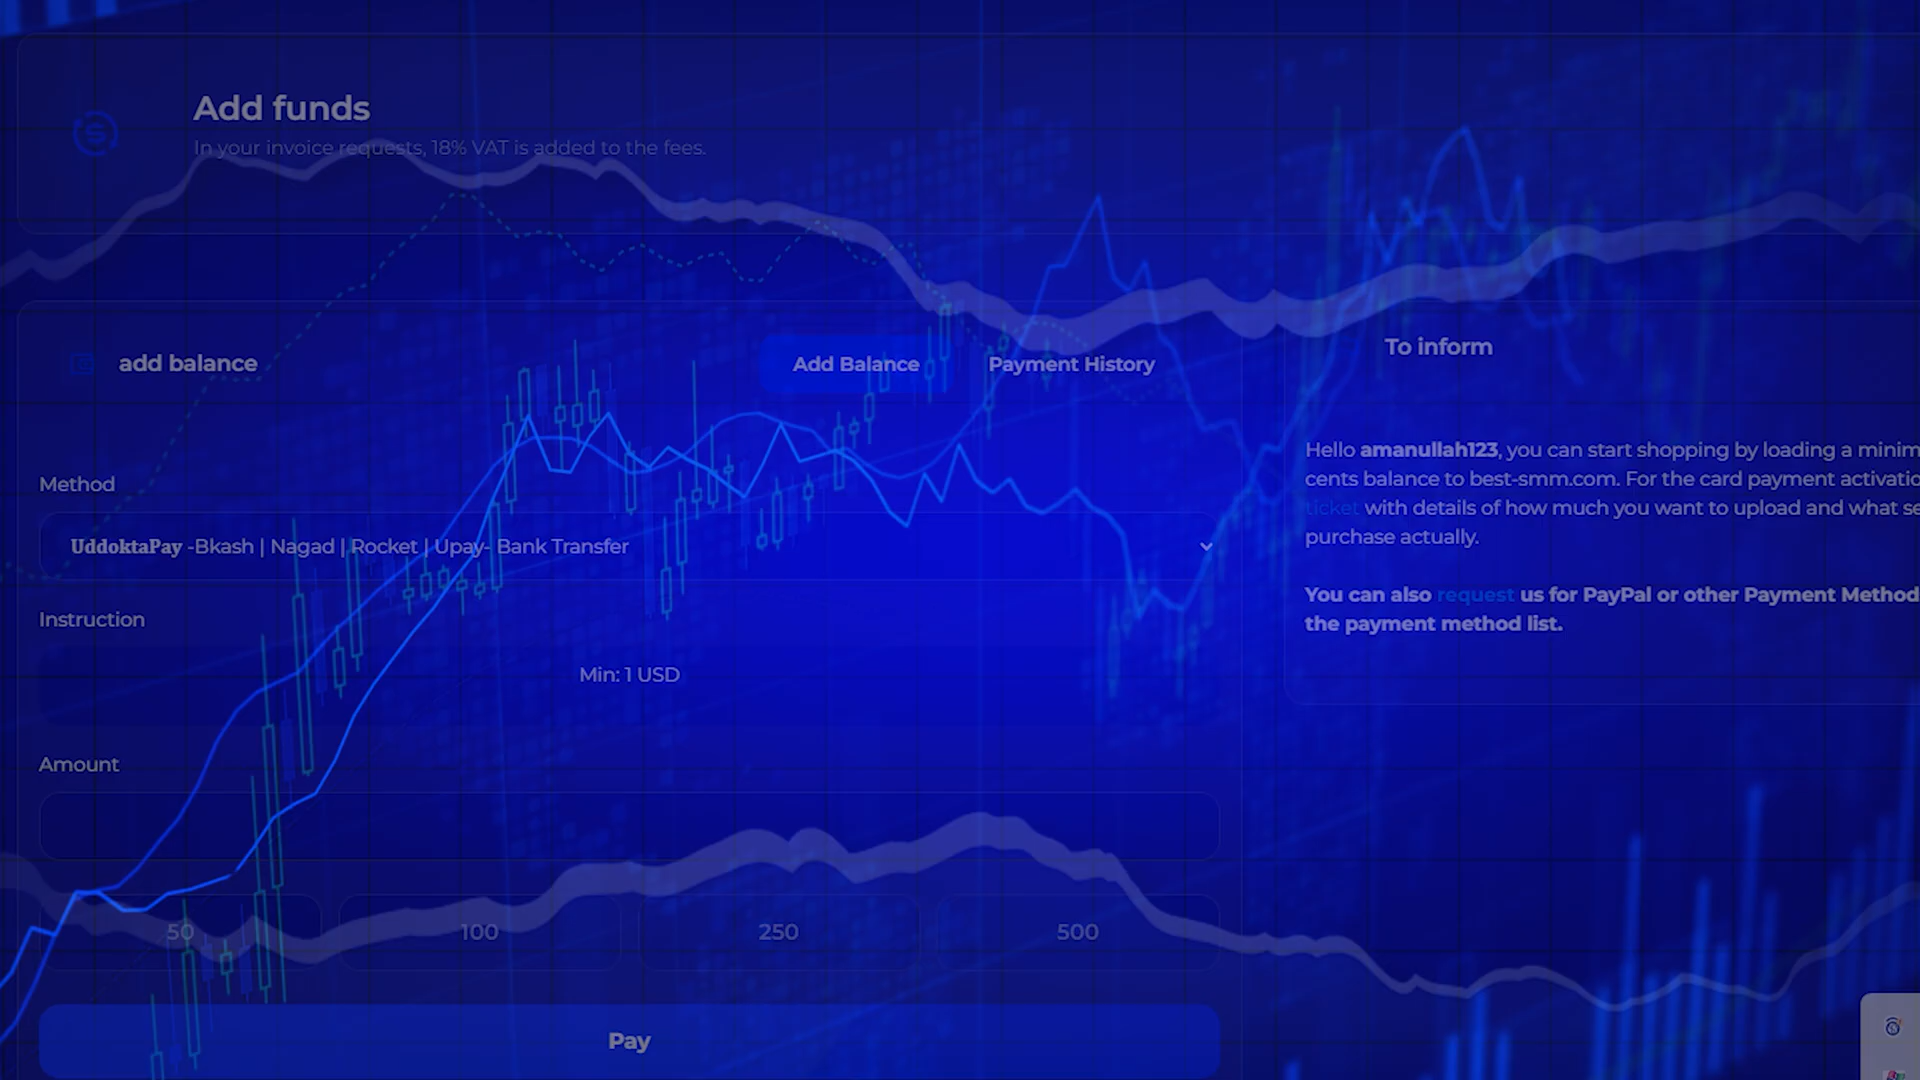 Add funds
In your invoice requests, 18% VAT is added to the fees.
add balance
Add Balance
Payment History
Method
UddoktaPay -Bkash | Nagad | Rocket | Upay- Bank Transfer
Instruction
Min: 1 USD
Amount
50
100
250
500
Pay
To inform
Hello amanullah123, you can start shopping by loading a
cents balance to best-smm.com. For the card payment
ticket with details of how much you want to upload and what
purchase actually.
You can also request us for PayPal or other Payment Method
the payment method list.